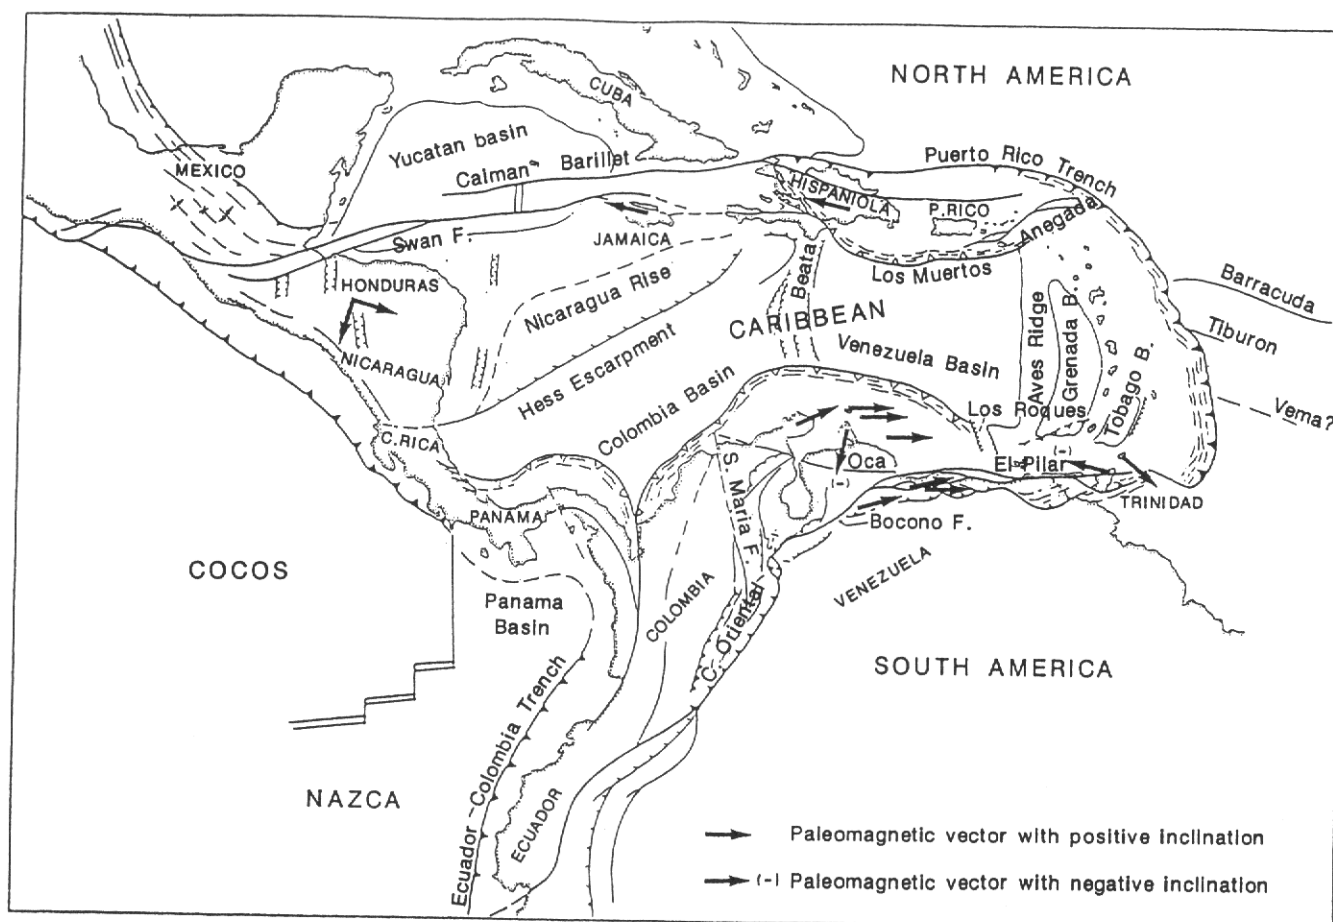 NORTH AMERICA
CUBA
Yucatan basin
MEXICO
Caiman
Barillet
Puerto Rico Trench
HISPANIOLA
P.RICO
Anegada
Swan F.
JAMAICA
Los Muertos
Barracuda
HONDURAS
Nicaragua Rise
Beata
CARIBBEAN
Aves Ridge
Grenada B.
Tiburon
NICARAGUA
Hess Escarpment
Venezuela Basin
Tobago B.
Vema?
Colombia Basin
Los Roques
C.RICA
S. Maria F.
Oca
(-)
El Pilar
(-)
TRINIDAD
PANAMA
Bocono F.
COCOS
VENEZUELA
Panama
Basin
COLOMBIA
C. Oriental
SOUTH AMERICA
Ecuador-Colombia Trench
NAZCA
ECUADOR
Paleomagnetic vector with positive inclination
(-) Paleomagnetic vector with negative inclination